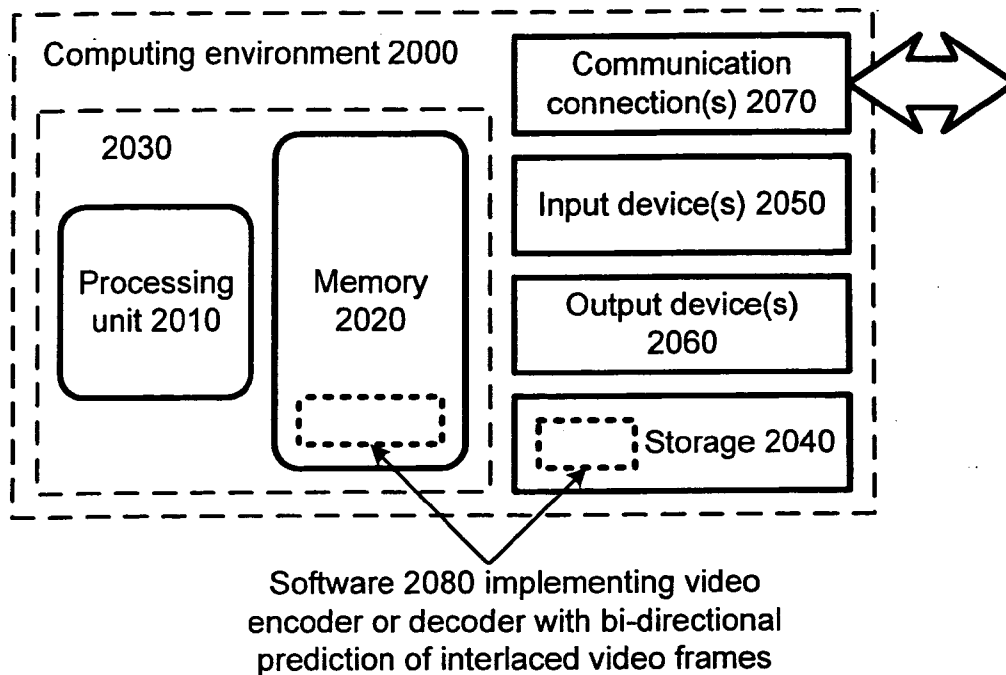 Computing environment 2000
Communication
connection(s) 2070
2030
Processing
unit 2010
Memory
2020
Input device(s) 2050
Output device(s)
2060
Storage 2040
Software 2080 implementing video
encoder or decoder with bi-directional
prediction of interlaced video frames